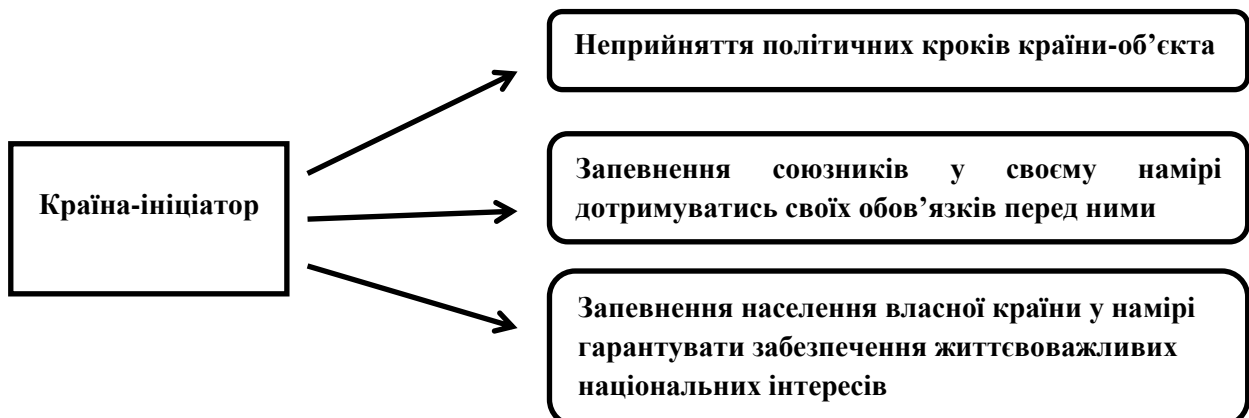 Неприйняття політичних кроків країни-об’єкта
Країна-ініціатор
Запевнення союзників у своєму намірі
дотримуватись своїх обов’язків перед ними
Запевнення населення власної країни у намірі
гарантувати забезпечення життєвоважливих
національних інтересів